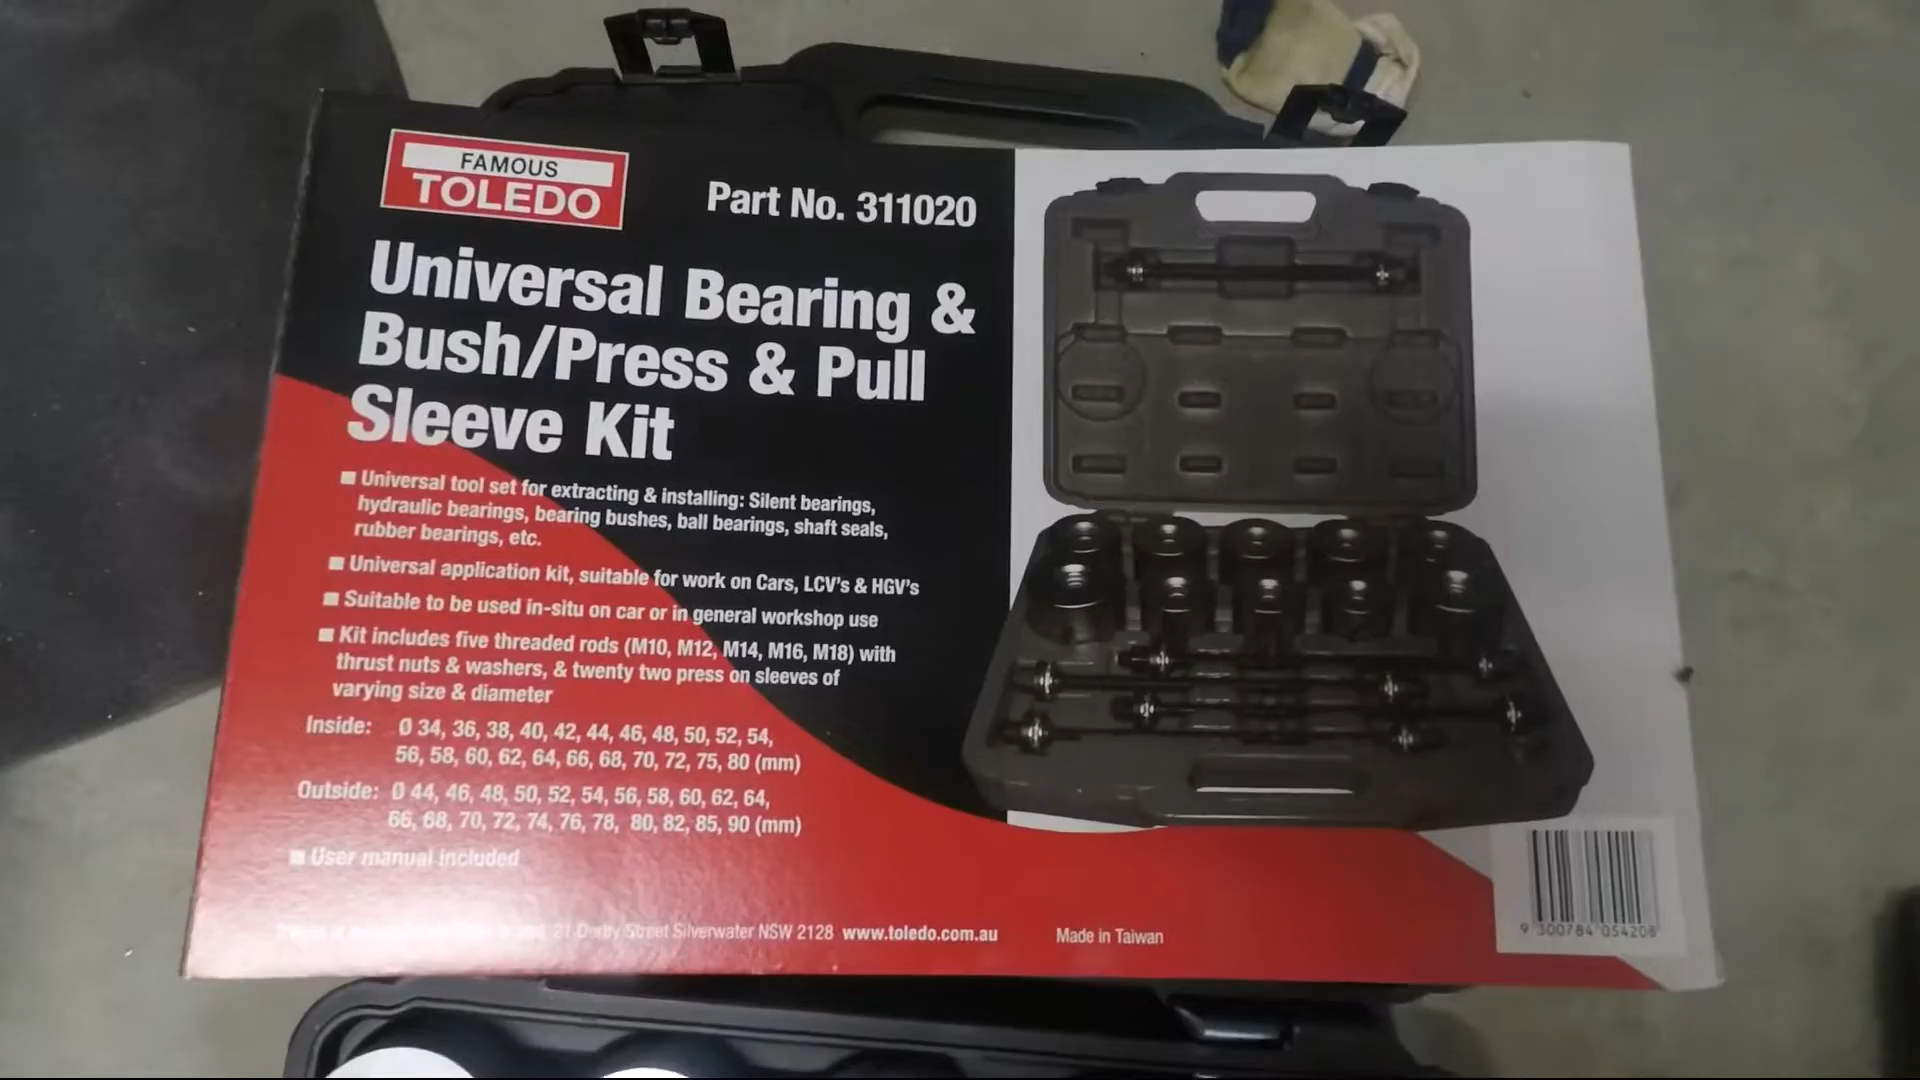 FAMOUS
TOLEDO
Part No. 311020
Universal Bearing &
Bush/Press & Pull
Sleeve Kit
■ Universal tool set for extracting & installing: Silent bearings,
hydraulic bearings, bearing bushes, ball bearings, shaft seals,
rubber bearings, etc.
■ Universal application kit, suitable for work on Cars, LCV's & HGV's
■ Suitable to be used in-situ on car or in general workshop use
■ Kit includes five threaded rods (M10, M12, M14, M16, M18) with
thrust nuts & washers, & twenty two press on sleeves of
varying size & diameter
Inside: Ø 34, 36, 38, 40, 42, 44, 46, 48, 50, 52, 54,
56, 58, 60, 62, 64, 66, 68, 70, 72, 75, 80 (mm)
Outside: Ø 44, 46, 48, 50, 52, 54, 56, 58, 60, 62, 64,
66, 68, 70, 72, 74, 76, 78, 80, 82, 85, 90 (mm)
■ User manual included
21 Derby Street Silverwater NSW 2128 www.toledo.com.au
Made in Taiwan
9 300784 054208